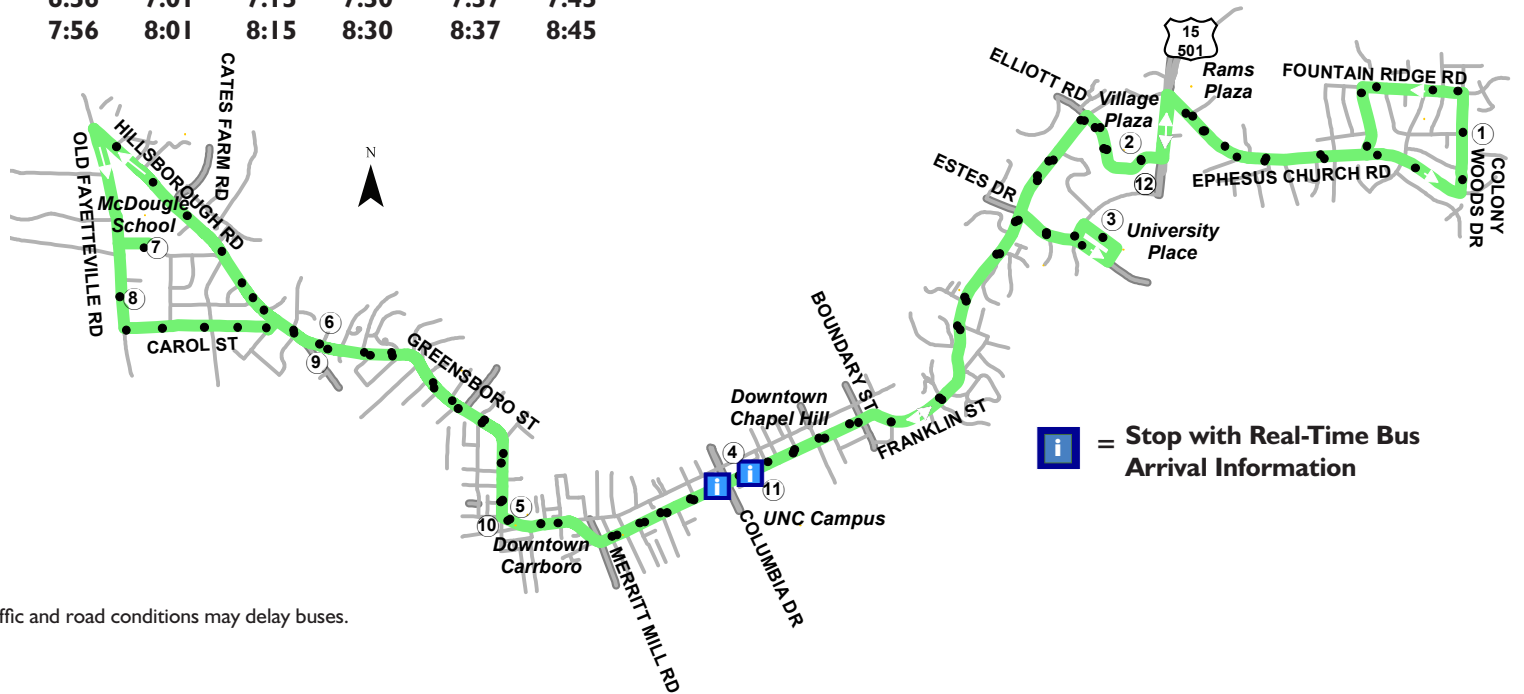 7:56 8:01 8:15 8:30 8:37 8:45
15
501
Rams
Plaza
ELLIOTT RD
Village
Plaza
FOUNTAIN RIDGE RD
CATES FARM RD
HILLSBOROUGH RD
OLD FAYETTEVILLE RD
N
2
1
COLONY
WOODS DR
ESTES DR
EPHESUS CHURCH RD
12
McDougle
School
7
3
University
Place
8
6
CAROL ST
9
GREENSBORO ST
BOUNDARY ST
Downtown
Chapel Hill
FRANKLIN ST
i = Stop with Real-Time Bus
Arrival Information
4
i i
11
UNC Campus
5
10
Downtown
Carrboro
COLUMBIA DR
MERRITT MILL RD
ffic and road conditions may delay buses.